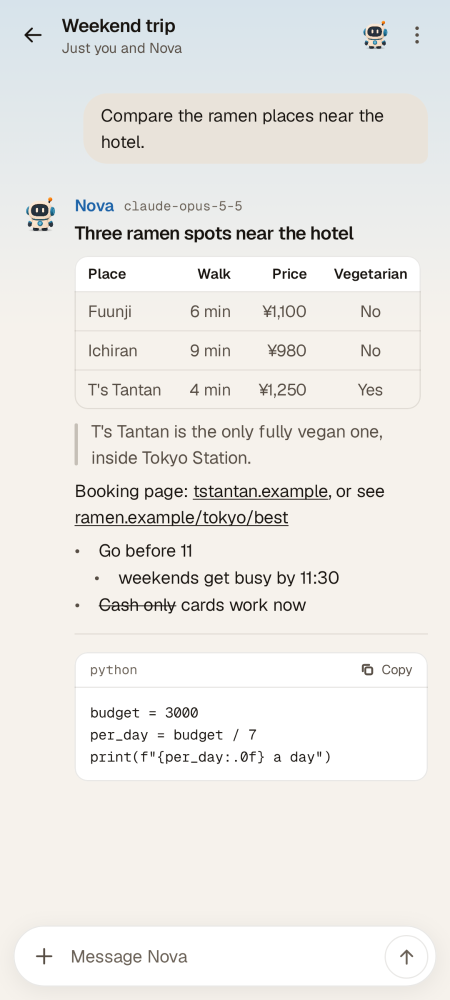 Weekend trip
Just you and Nova
Compare the ramen places near the
hotel.
Nova claude-opus-5-5
Three ramen spots near the hotel
Place Walk Price Vegetarian
Fuunji 6 min ¥1,100 No
Ichiran 9 min ¥980 No
T's Tantan 4 min ¥1,250 Yes
T's Tantan is the only fully vegan one,
inside Tokyo Station.
Booking page: tstantan.example, or see
ramen.example/tokyo/best
• Go before 11
• weekends get busy by 11:30
• Cash only cards work now
python Copy
budget = 3000
per_day = budget / 7
print(f"{per_day:.0f} a day")
Message Nova